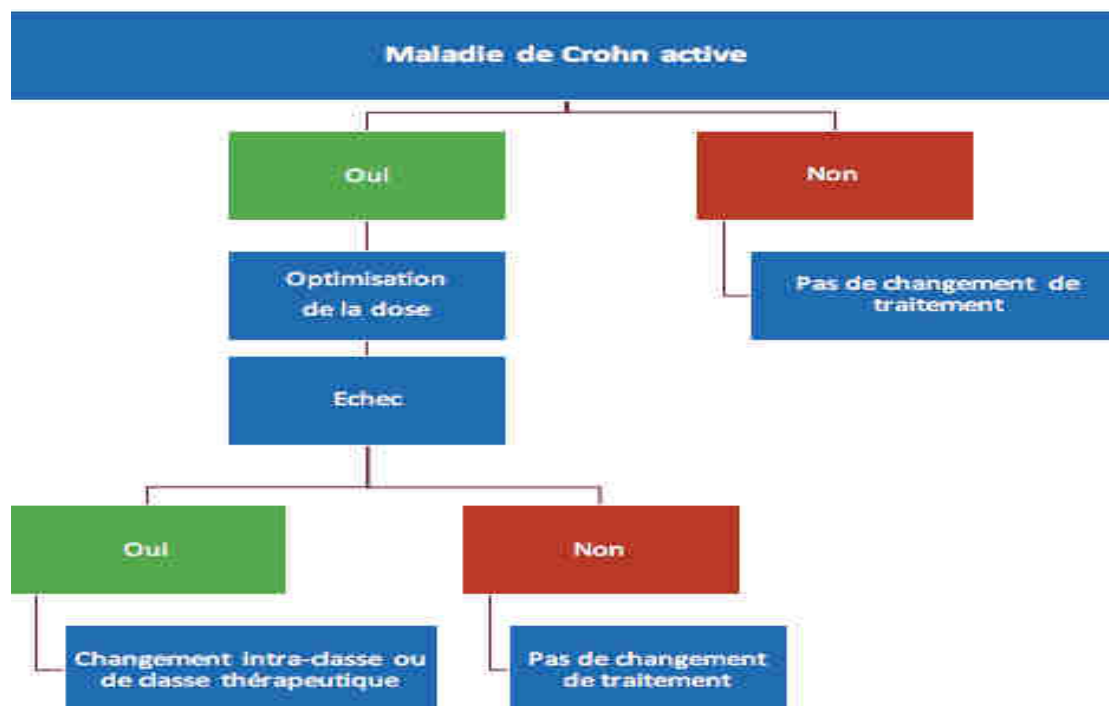 Maladie de Crohn active
Oui
Non
Optimisation
de la dose
Pas de changement de
traitement
Echec
Oui
Non
Changement intra-classe ou
de classe thérapeutique
Pas de changement
de traitement